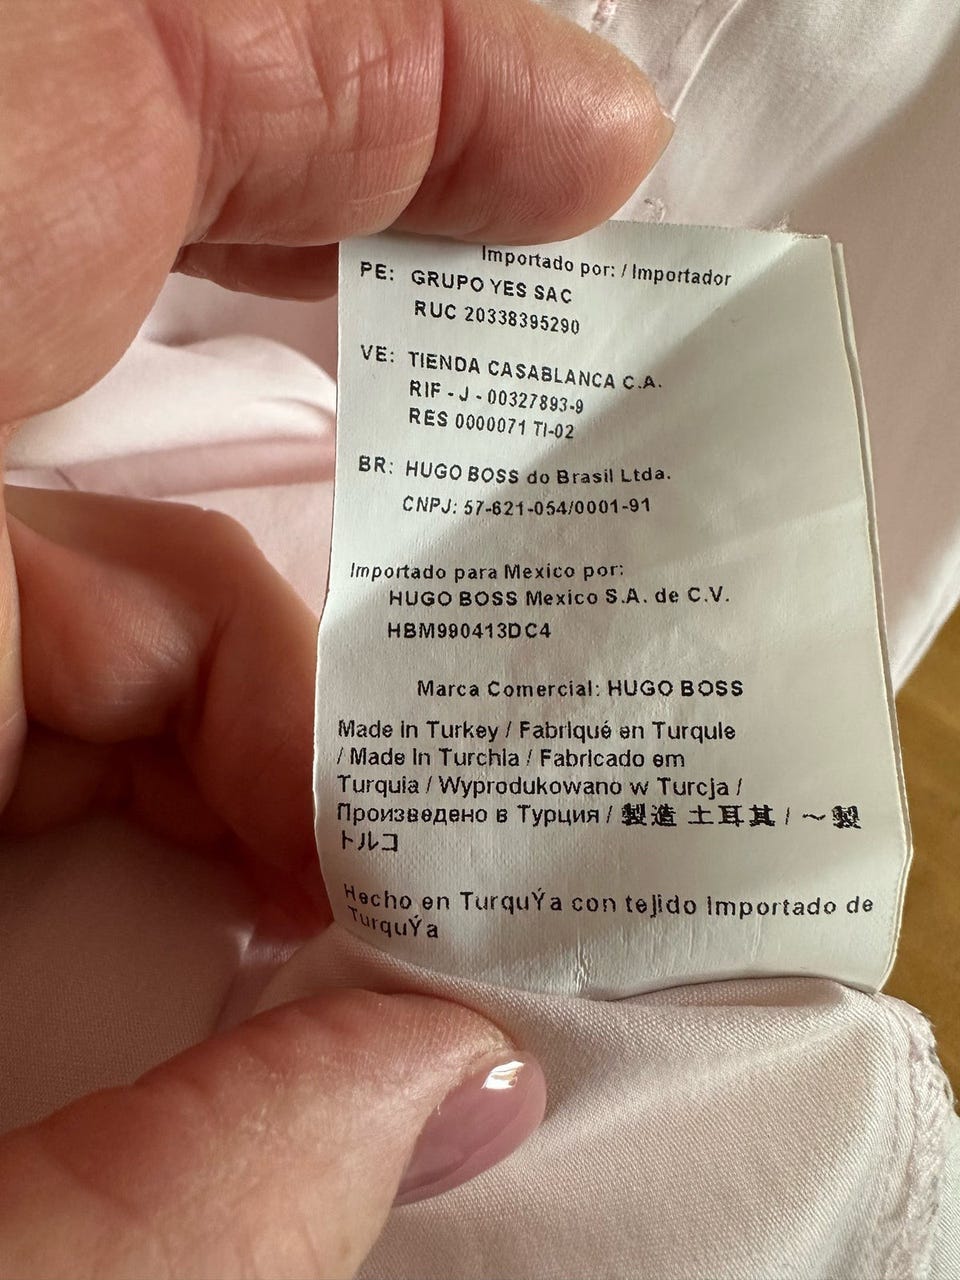 Importado por: / Importador
PE: GRUPO YES SAC
RUC 20338395290
VE: TIENDA CASABLANCA C.A.
RIF - J - 00327893-9
RES 0000071 TI-02
BR: HUGO BOSS do Brasil Ltda.
CNPJ: 57-621-054/0001-91
Importado para Mexico por:
HUGO BOSS Mexico S.A. de C.V.
HBM990413DC4
Marca Comercial: HUGO BOSS
Made in Turkey / Fabriqué en Turquie
/ Made in Turchia / Fabricado em
Turquia / Wyprodukowano w Turcja /
Произведено в Турция / 製造 土耳其 / 〜製
トルコ
Hecho en TurquÝa con tejido importado de
TurquÝa